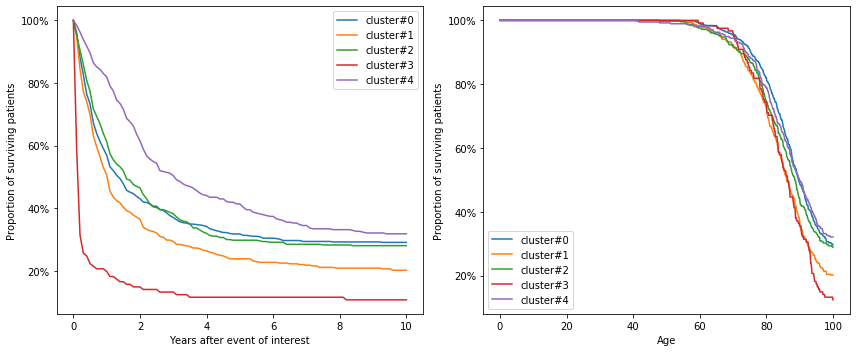 100%
80%
60%
40%
20%
Proportion of surviving patients
0
2
4
6
8
10
Years after event of interest
cluster#0
cluster#1
cluster#2
cluster#3
cluster#4
100%
80%
60%
40%
20%
Proportion of surviving patients
0
20
40
60
80
100
Age
cluster#0
cluster#1
cluster#2
cluster#3
cluster#4